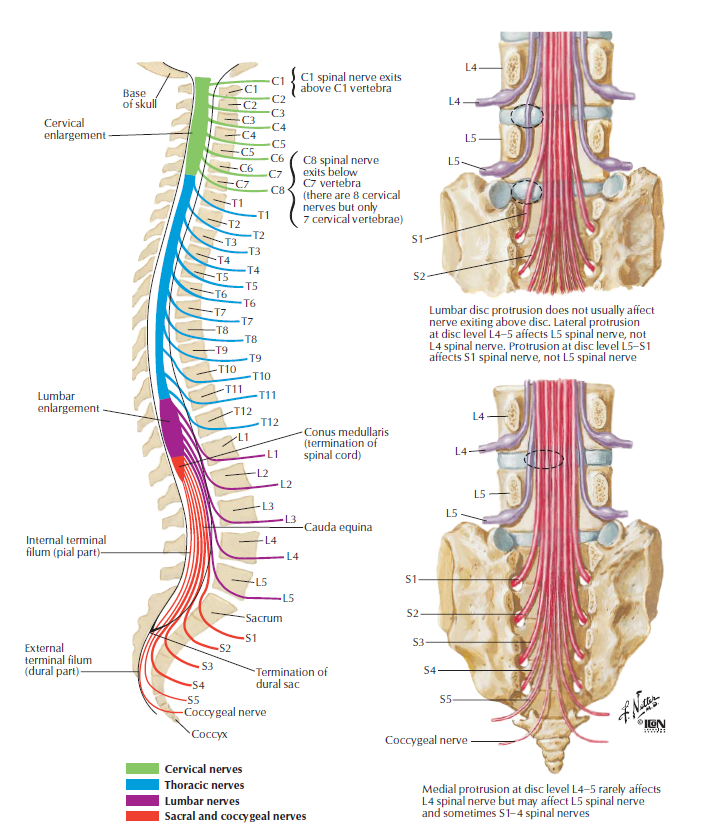 Base
of skull
Cervical
enlargement
C1
C1 spinal nerve exits
above C1 vertebra
C1
C2
C2
C3
C3
C4
C4
C5
C5
C6
C6
C7
C7
C8
C8 spinal nerve
exits below
C7 vertebra
(there are 8 cervical
nerves but only
7 cervical vertebrae)
T1
T1
T2
T2
T3
T3
T4
T4
T5
T5
T6
T6
T7
T7
T8
T8
T9
T9
T10
T10
T11
T11
T12
T12
Lumbar
enlargement
L1
L1
Conus medullaris
(termination of
spinal cord)
L2
L2
L3
L3
Cauda equina
Internal terminal
filum (pial part)
L4
L4
L5
L5
Sacrum
S1
S2
External
terminal filum
(dural part)
S3
Termination of
dural sac
S4
S5
Coccygeal nerve
Coccyx
Cervical nerves
Thoracic nerves
Lumbar nerves
Sacral and coccygeal nerves
L4
L4
L5
L5
S1
S2
Lumbar disc protrusion does not usually affect
nerve exiting above disc. Lateral protrusion
at disc level L4–5 affects L5 spinal nerve, not
L4 spinal nerve. Protrusion at disc level L5–S1
affects S1 spinal nerve, not L5 spinal nerve
L4
L4
L5
L5
S1
S2
S3
S4
S5
Coccygeal nerve
F. Netter
M.D.
© ICON
Medial protrusion at disc level L4–5 rarely affects
L4 spinal nerve but may affect L5 spinal nerve
and sometimes S1–4 spinal nerves